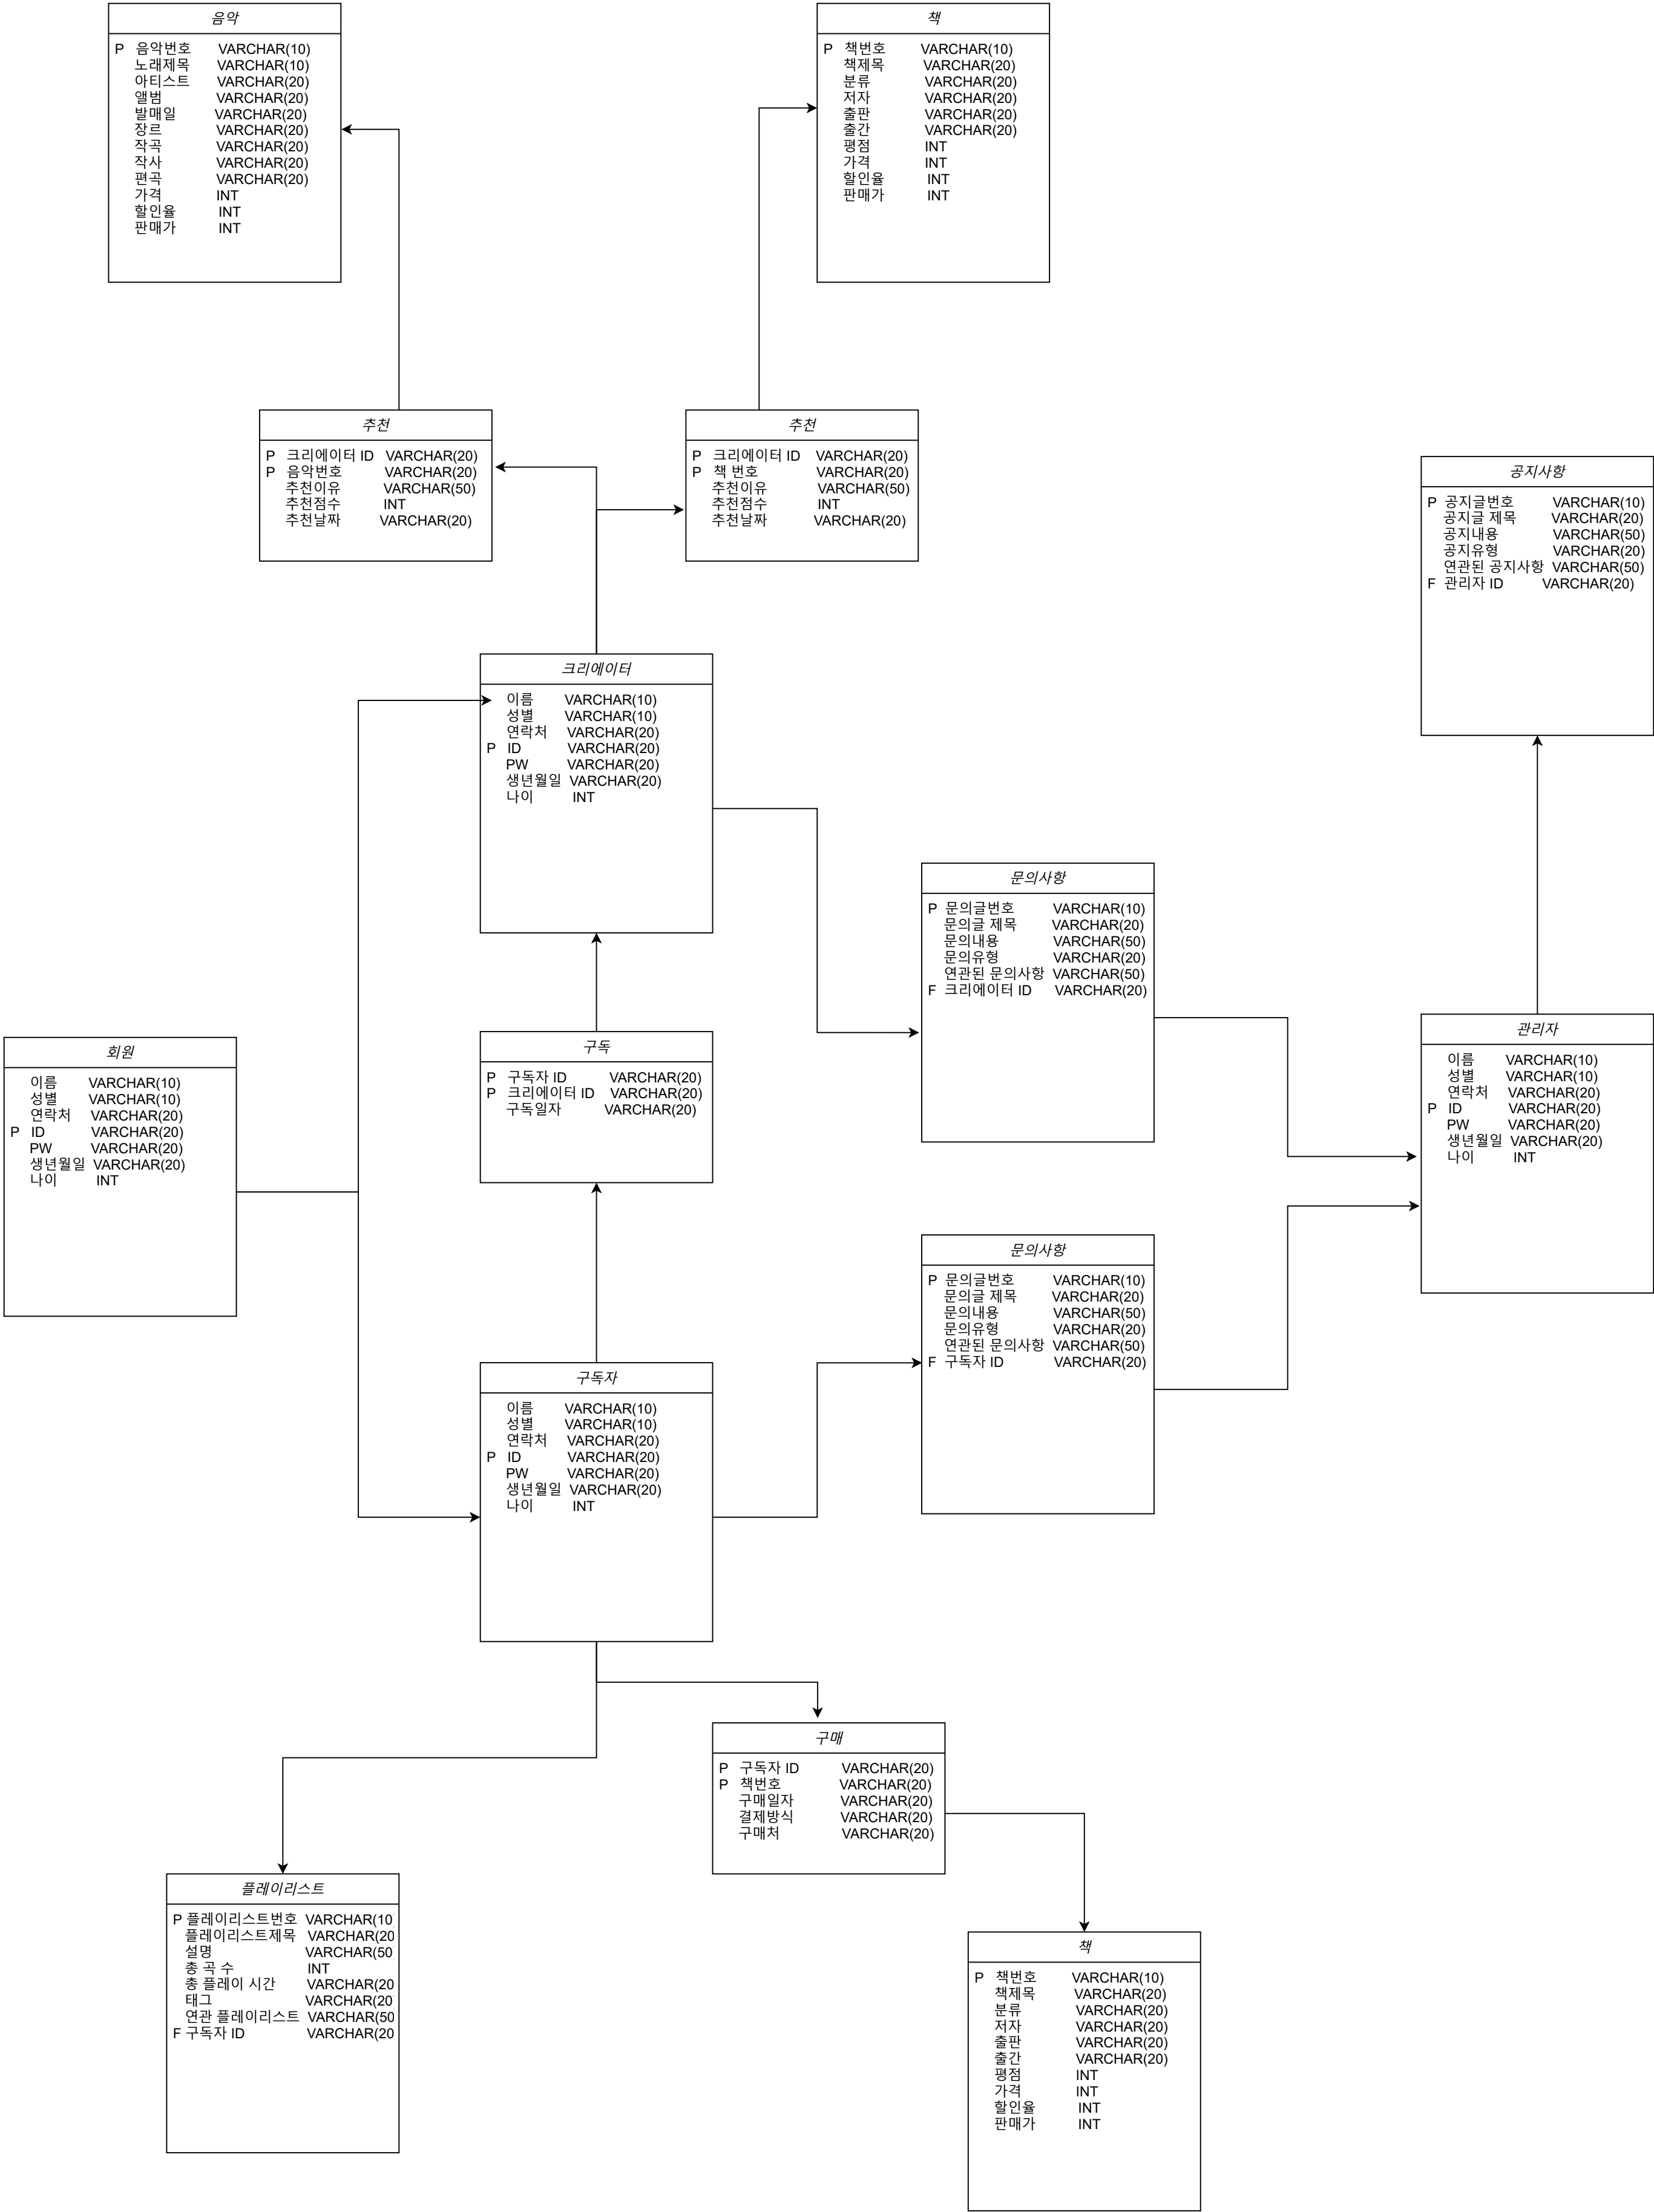 음악
P 음악번호 VARCHAR(10)
노래제목 VARCHAR(10)
아티스트 VARCHAR(20)
앨범 VARCHAR(20)
발매일 VARCHAR(20)
장르 VARCHAR(20)
작곡 VARCHAR(20)
작사 VARCHAR(20)
편곡 VARCHAR(20)
가격 INT
할인율 INT
판매가 INT
책
P 책번호 VARCHAR(10)
책제목 VARCHAR(20)
분류 VARCHAR(20)
저자 VARCHAR(20)
출판 VARCHAR(20)
출간 VARCHAR(20)
평점 INT
가격 INT
할인율 INT
판매가 INT
추천
P 크리에이터 ID VARCHAR(20)
P 음악번호 VARCHAR(20)
추천이유 VARCHAR(50)
추천점수 INT
추천날짜 VARCHAR(20)
추천
P 크리에이터 ID VARCHAR(20)
P 책 번호 VARCHAR(20)
추천이유 VARCHAR(50)
추천점수 INT
추천날짜 VARCHAR(20)
공지사항
P 공지글번호 VARCHAR(10)
공지글 제목 VARCHAR(20)
공지내용 VARCHAR(50)
공지유형 VARCHAR(20)
연관된 공지사항 VARCHAR(50)
F 관리자 ID VARCHAR(20)
크리에이터
이름 VARCHAR(10)
성별 VARCHAR(10)
연락처 VARCHAR(20)
P ID VARCHAR(20)
PW VARCHAR(20)
생년월일 VARCHAR(20)
나이 INT
문의사항
P 문의글번호 VARCHAR(10)
문의글 제목 VARCHAR(20)
문의내용 VARCHAR(50)
문의유형 VARCHAR(20)
연관된 문의사항 VARCHAR(50)
F 크리에이터 ID VARCHAR(20)
회원
이름 VARCHAR(10)
성별 VARCHAR(10)
연락처 VARCHAR(20)
P ID VARCHAR(20)
PW VARCHAR(20)
생년월일 VARCHAR(20)
나이 INT
구독
P 구독자 ID VARCHAR(20)
P 크리에이터 ID VARCHAR(20)
구독일자 VARCHAR(20)
관리자
이름 VARCHAR(10)
성별 VARCHAR(10)
연락처 VARCHAR(20)
P ID VARCHAR(20)
PW VARCHAR(20)
생년월일 VARCHAR(20)
나이 INT
문의사항
P 문의글번호 VARCHAR(10)
문의글 제목 VARCHAR(20)
문의내용 VARCHAR(50)
문의유형 VARCHAR(20)
연관된 문의사항 VARCHAR(50)
F 구독자 ID VARCHAR(20)
구독자
이름 VARCHAR(10)
성별 VARCHAR(10)
연락처 VARCHAR(20)
P ID VARCHAR(20)
PW VARCHAR(20)
생년월일 VARCHAR(20)
나이 INT
구매
P 구독자 ID VARCHAR(20)
P 책번호 VARCHAR(20)
구매일자 VARCHAR(20)
결제방식 VARCHAR(20)
구매처 VARCHAR(20)
플레이리스트
P 플레이리스트번호 VARCHAR(10
플레이리스트제목 VARCHAR(20
설명 VARCHAR(50
총 곡 수 INT
총 플레이 시간 VARCHAR(20
태그 VARCHAR(20
연관 플레이리스트 VARCHAR(50
F 구독자 ID VARCHAR(20
책
P 책번호 VARCHAR(10)
책제목 VARCHAR(20)
분류 VARCHAR(20)
저자 VARCHAR(20)
출판 VARCHAR(20)
출간 VARCHAR(20)
평점 INT
가격 INT
할인율 INT
판매가 INT